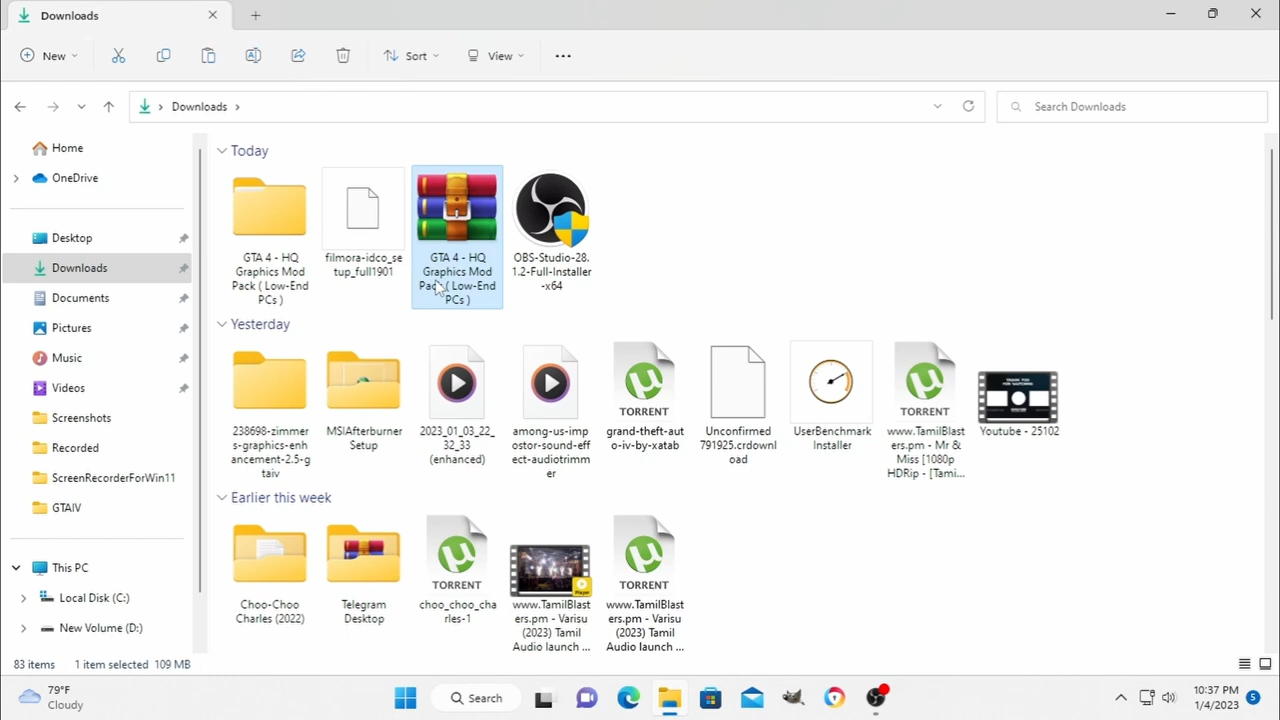 Downloads
New
Sort
View
Downloads
Search Downloads
Home
OneDrive
Desktop
Downloads
Documents
Pictures
Music
Videos
Screenshots
Recorded
ScreenRecorderForWin11
GTAIV
This PC
Local Disk (C:)
New Volume (D:)
Today
GTA 4 - HQ
Graphics Mod
Pack ( Low-End
PCs )
filmora-idco_se
tup_full1901
GTA 4 - HQ
Graphics Mod
Pack ( Low-End
PCs )
OBS-Studio-28.
1.2-Full-Installer
-x64
Yesterday
238698-zimmer
s-graphics-enh
ancement-2.5-g
taiv
MSIAfterburner
Setup
2023_01_03_22_
32_33
(enhanced)
among-us-imp
ostor-sound-eff
ect-audiotrimm
er
TORRENT
grand-theft-aut
o-iv-by-xatab
Unconfirmed
791925.crdownl
oad
UserBenchmark
Installer
TORRENT
www.TamilBlast
ers.pm - Mr &
Miss [1080p
HDRip - [Tami...
THANK YOU
FOR WATCHING
Youtube - 25102
Earlier this week
Choo-Choo
Charles (2022)
Telegram
Desktop
TORRENT
choo_choo_cha
rles-1
Player
www.TamilBlast
ers.pm - Varisu
(2023) Tamil
Audio launch ...
TORRENT
www.TamilBlast
ers.pm - Varisu
(2023) Tamil
Audio launch ...
83 items 1 item selected 109 MB
79°F
Cloudy
Search
10:37 PM
1/4/2023
5